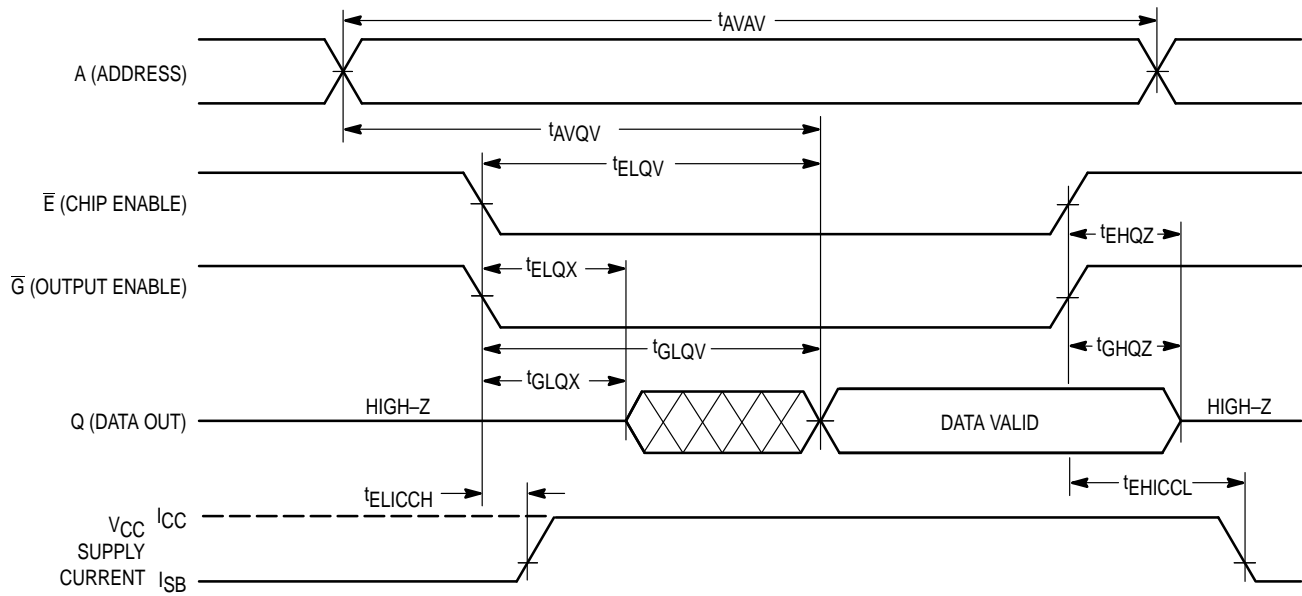 tAVAV
A (ADDRESS)
tAVQV
tELQV
E̅ (CHIP ENABLE)
tEHQZ
tELQX
G̅ (OUTPUT ENABLE)
tGLQV
tGHQZ
tGLQX
HIGH–Z
HIGH–Z
Q (DATA OUT)
DATA VALID
tELICCH
tEHICCL
VCC ICC
SUPPLY
CURRENT ISB